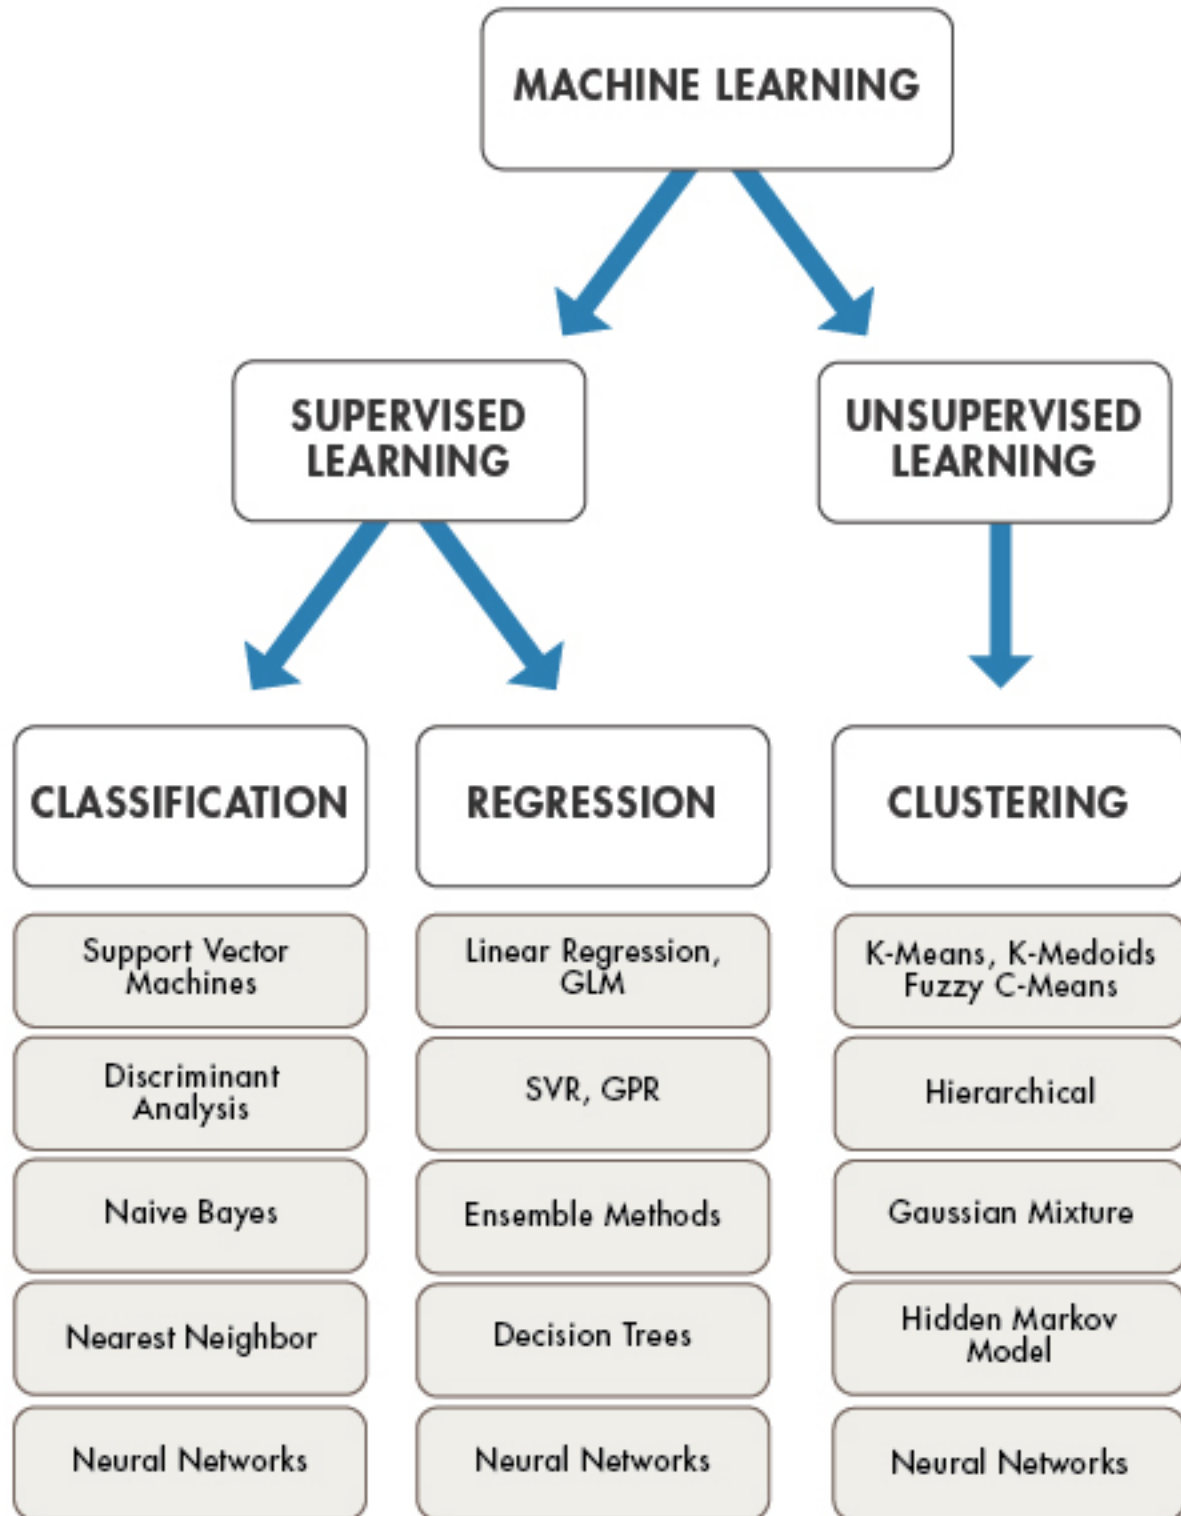 MACHINE LEARNING
SUPERVISED
LEARNING
UNSUPERVISED
LEARNING
CLASSIFICATION
REGRESSION
CLUSTERING
Support Vector
Machines
Discriminant
Analysis
Naive Bayes
Nearest Neighbor
Neural Networks
Linear Regression,
GLM
SVR, GPR
Ensemble Methods
Decision Trees
Neural Networks
K-Means, K-Medoids
Fuzzy C-Means
Hierarchical
Gaussian Mixture
Hidden Markov
Model
Neural Networks